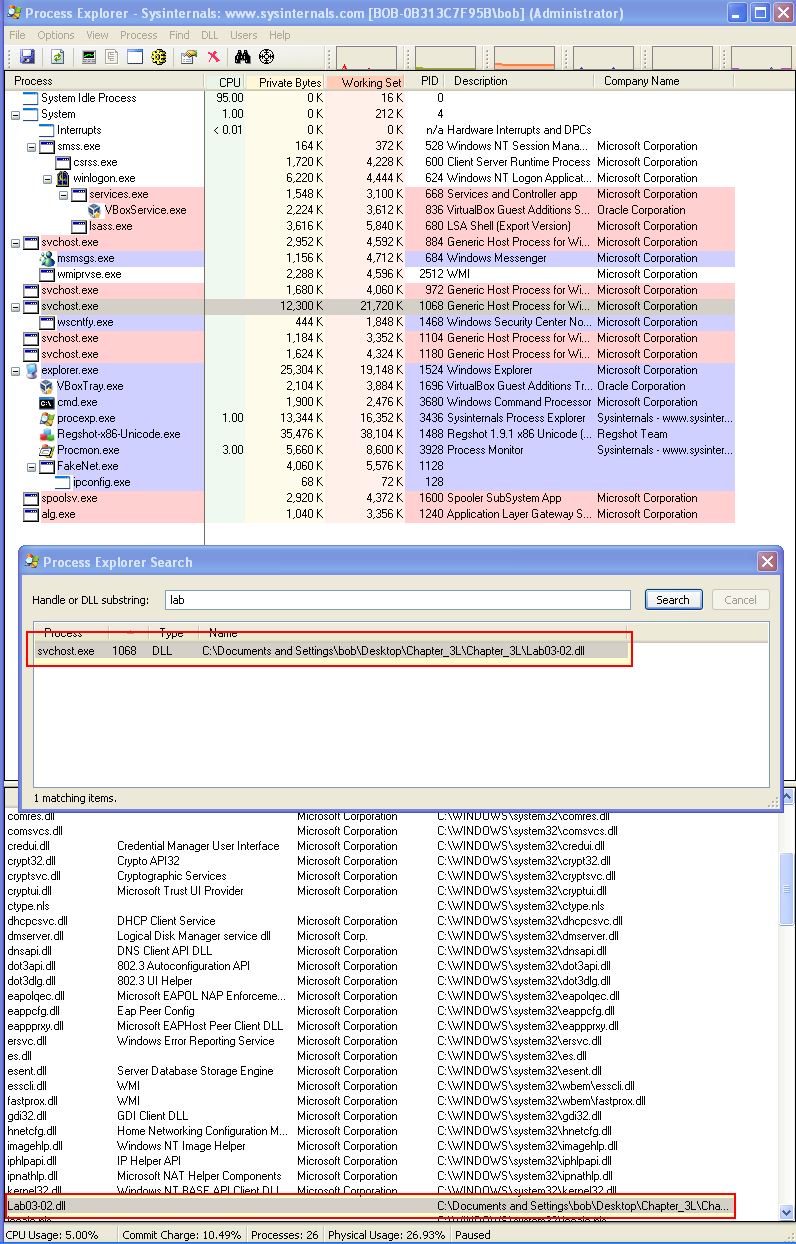 Process Explorer - Sysinternals: www.sysinternals.com [BOB-0B313C7F95B\bob] (Administrator)
File Options View Process Find DLL Users Help
Process CPU Private Bytes Working Set PID Description Company Name
System Idle Process 95.00 0 K 16 K 0
System 1.00 0 K 212 K 4
Interrupts < 0.01 0 K 0 K n/a Hardware Interrupts and DPCs
smss.exe 164 K 372 K 528 Windows NT Session Mana... Microsoft Corporation
csrss.exe 1,720 K 4,228 K 600 Client Server Runtime Process Microsoft Corporation
winlogon.exe 6,220 K 4,444 K 624 Windows NT Logon Applicat... Microsoft Corporation
services.exe 1,548 K 3,100 K 668 Services and Controller app Microsoft Corporation
VBoxService.exe 2,224 K 3,612 K 836 VirtualBox Guest Additions S... Oracle Corporation
lsass.exe 3,616 K 5,840 K 680 LSA Shell (Export Version) Microsoft Corporation
svchost.exe 2,952 K 4,592 K 884 Generic Host Process for Wi... Microsoft Corporation
msmsgs.exe 1,156 K 4,712 K 684 Windows Messenger Microsoft Corporation
wmiprvse.exe 2,288 K 4,596 K 2512 WMI Microsoft Corporation
svchost.exe 1,680 K 4,060 K 972 Generic Host Process for Wi... Microsoft Corporation
svchost.exe 12,300 K 21,720 K 1068 Generic Host Process for Wi... Microsoft Corporation
wscntfy.exe 444 K 1,848 K 1468 Windows Security Center No... Microsoft Corporation
svchost.exe 1,184 K 3,352 K 1104 Generic Host Process for Wi... Microsoft Corporation
svchost.exe 1,624 K 4,324 K 1180 Generic Host Process for Wi... Microsoft Corporation
explorer.exe 25,304 K 19,148 K 1524 Windows Explorer Microsoft Corporation
VBoxTray.exe 2,104 K 3,884 K 1696 VirtualBox Guest Additions Tr... Oracle Corporation
cmd.exe 1,900 K 2,476 K 3680 Windows Command Processor Microsoft Corporation
procexp.exe 1.00 13,344 K 16,352 K 3436 Sysinternals Process Explorer Sysinternals - www.sysinter...
Regshot-x86-Unicode.exe 35,476 K 38,104 K 1488 Regshot 1.9.1 x86 Unicode (... Regshot Team
Procmon.exe 3.00 5,660 K 8,600 K 3928 Process Monitor Sysinternals - www.sysinter...
FakeNet.exe 4,060 K 5,576 K 1128
ipconfig.exe 68 K 72 K 128
spoolsv.exe 2,920 K 4,372 K 1600 Spooler SubSystem App Microsoft Corporation
alg.exe 1,040 K 3,356 K 1240 Application Layer Gateway S... Microsoft Corporation
Process Explorer Search
Handle or DLL substring: lab Search Cancel
Process Type Name
svchost.exe 1068 DLL C:\Documents and Settings\bob\Desktop\Chapter_3L\Chapter_3L\Lab03-02.dll
1 matching items.
comres.dll Microsoft Corporation C:\WINDOWS\system32\comres.dll
comsvcs.dll Microsoft Corporation C:\WINDOWS\system32\comsvcs.dll
credui.dll Credential Manager User Interface Microsoft Corporation C:\WINDOWS\system32\credui.dll
crypt32.dll Crypto API32 Microsoft Corporation C:\WINDOWS\system32\crypt32.dll
cryptsvc.dll Cryptographic Services Microsoft Corporation C:\WINDOWS\system32\cryptsvc.dll
cryptui.dll Microsoft Trust UI Provider Microsoft Corporation C:\WINDOWS\system32\cryptui.dll
ctype.nls C:\WINDOWS\system32\ctype.nls
dhcpcsvc.dll DHCP Client Service Microsoft Corporation C:\WINDOWS\system32\dhcpcsvc.dll
dmserver.dll Logical Disk Manager service dll Microsoft Corp. C:\WINDOWS\system32\dmserver.dll
dnsapi.dll DNS Client API DLL Microsoft Corporation C:\WINDOWS\system32\dnsapi.dll
dot3api.dll 802.3 Autoconfiguration API Microsoft Corporation C:\WINDOWS\system32\dot3api.dll
dot3dlg.dll 802.3 UI Helper Microsoft Corporation C:\WINDOWS\system32\dot3dlg.dll
eapolqec.dll Microsoft EAPOL NAP Enforceme... Microsoft Corporation C:\WINDOWS\system32\eapolqec.dll
eappcfg.dll Eap Peer Config Microsoft Corporation C:\WINDOWS\system32\eappcfg.dll
eappprxy.dll Microsoft EAPHost Peer Client DLL Microsoft Corporation C:\WINDOWS\system32\eappprxy.dll
ersvc.dll Windows Error Reporting Service Microsoft Corporation C:\WINDOWS\system32\ersvc.dll
es.dll Microsoft Corporation C:\WINDOWS\system32\es.dll
esent.dll Server Database Storage Engine Microsoft Corporation C:\WINDOWS\system32\esent.dll
esscli.dll WMI Microsoft Corporation C:\WINDOWS\system32\wbem\esscli.dll
fastprox.dll WMI Microsoft Corporation C:\WINDOWS\system32\wbem\fastprox.dll
gdi32.dll GDI Client DLL Microsoft Corporation C:\WINDOWS\system32\gdi32.dll
hnetcfg.dll Home Networking Configuration M... Microsoft Corporation C:\WINDOWS\system32\hnetcfg.dll
imagehlp.dll Windows NT Image Helper Microsoft Corporation C:\WINDOWS\system32\imagehlp.dll
iphlpapi.dll IP Helper API Microsoft Corporation C:\WINDOWS\system32\iphlpapi.dll
ipnathlp.dll Microsoft NAT Helper Components Microsoft Corporation C:\WINDOWS\system32\ipnathlp.dll
kernel32.dll Windows NT BASE API Client DLL Microsoft Corporation C:\WINDOWS\system32\kernel32.dll
Lab03-02.dll C:\Documents and Settings\bob\Desktop\Chapter_3L\Cha...
CPU Usage: 5.00% Commit Charge: 10.49% Processes: 26 Physical Usage: 26.93% Paused